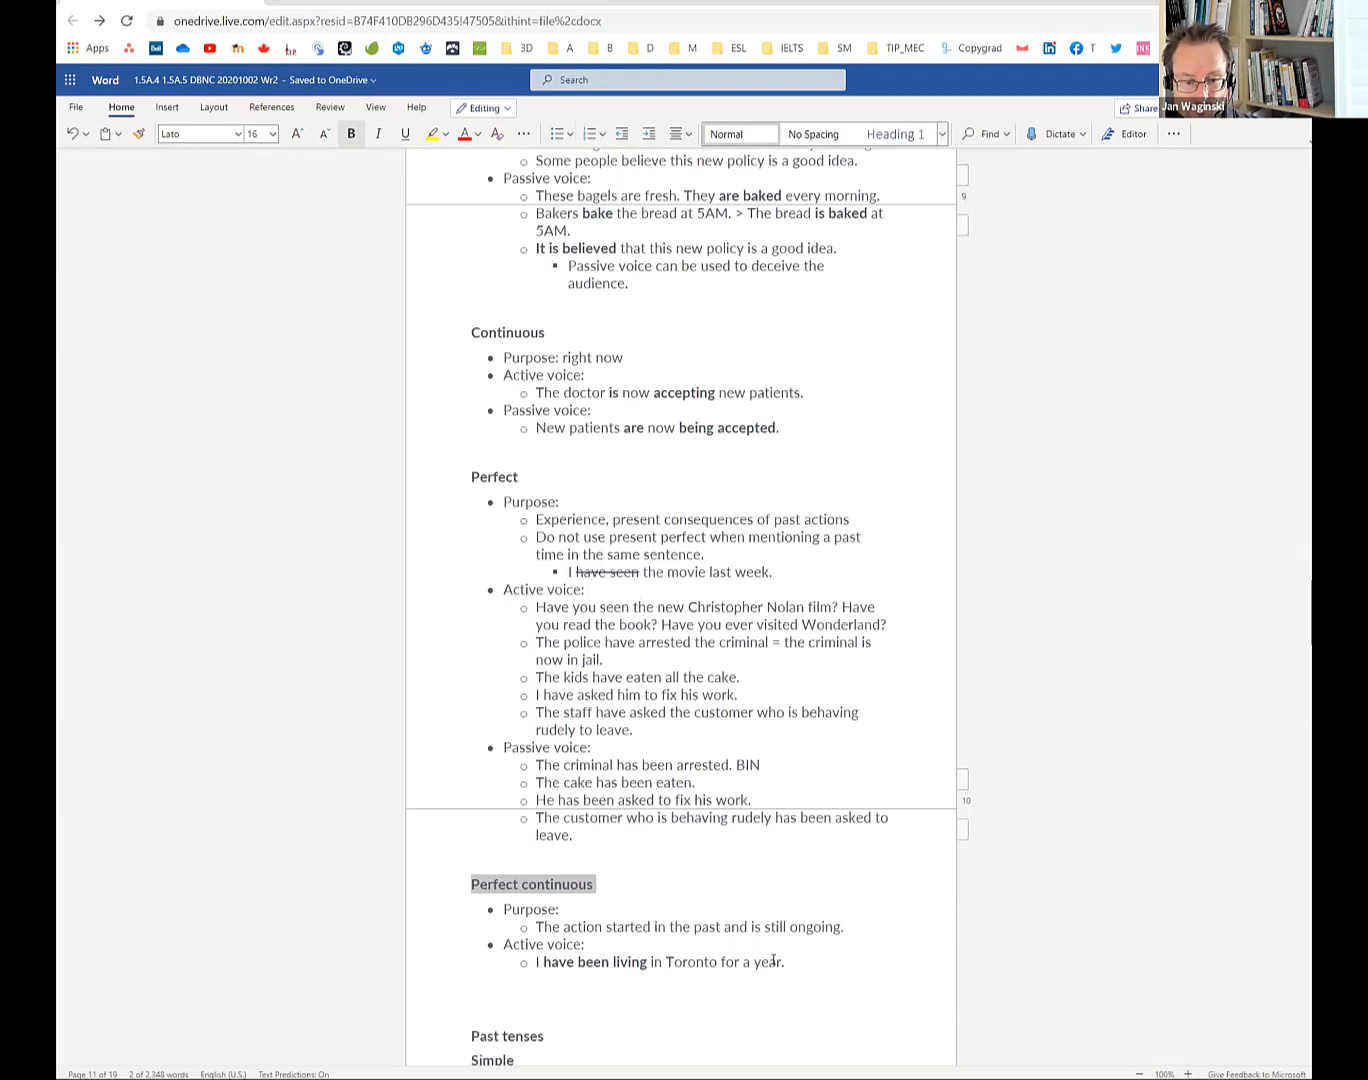 onedrive.live.com/edit.aspx?resid=B74F410DB296D435!47505&ithint=file%2cdocx
Apps 3D A B D M ESL IELTS SM TIP_MEC Copygrad T
Word 1.5A.4 1.5A.5 DBNC 20201002 Wr2 - Saved to OneDrive Search
Jan Waginski
File Home Insert Layout References Review View Help Editing Share
Lato 16 A A B I U A Normal No Spacing Heading 1 Find Dictate Editor
Some people believe this new policy is a good idea.
Passive voice:
These bagels are fresh. They are baked every morning.
9
Bakers bake the bread at 5AM. > The bread is baked at
5AM.
It is believed that this new policy is a good idea.
Passive voice can be used to deceive the
audience.
Continuous
Purpose: right now
Active voice:
The doctor is now accepting new patients.
Passive voice:
New patients are now being accepted.
Perfect
Purpose:
Experience, present consequences of past actions
Do not use present perfect when mentioning a past
time in the same sentence.
I have seen the movie last week.
Active voice:
Have you seen the new Christopher Nolan film? Have
you read the book? Have you ever visited Wonderland?
The police have arrested the criminal = the criminal is
now in jail.
The kids have eaten all the cake.
I have asked him to fix his work.
The staff have asked the customer who is behaving
rudely to leave.
Passive voice:
The criminal has been arrested. BIN
The cake has been eaten.
He has been asked to fix his work.
10
The customer who is behaving rudely has been asked to
leave.
Perfect continuous
Purpose:
The action started in the past and is still ongoing.
Active voice:
I have been living in Toronto for a year.
Past tenses
Simple
Page 11 of 19 2 of 2,348 words English (U.S.) Text Predictions: On 100% Give Feedback to Microsoft